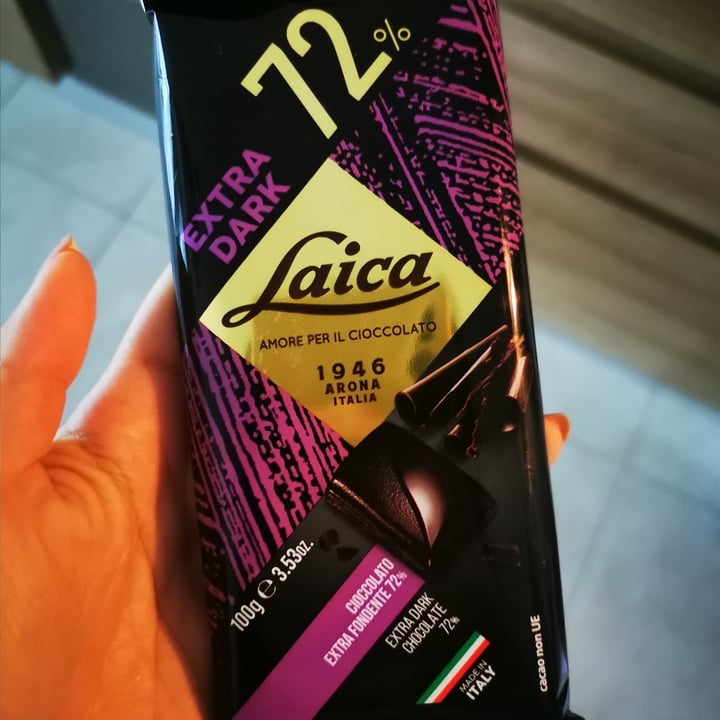 72%
EXTRA
DARK
Laica
AMORE PER IL CIOCCOLATO
1946
ARONA
ITALIA
100g ℮ 3.53oz.
CIOCCOLATO
EXTRA FONDENTE 72%
EXTRA DARK
CHOCOLATE
72%
MADE IN
ITALY
cacao non UE